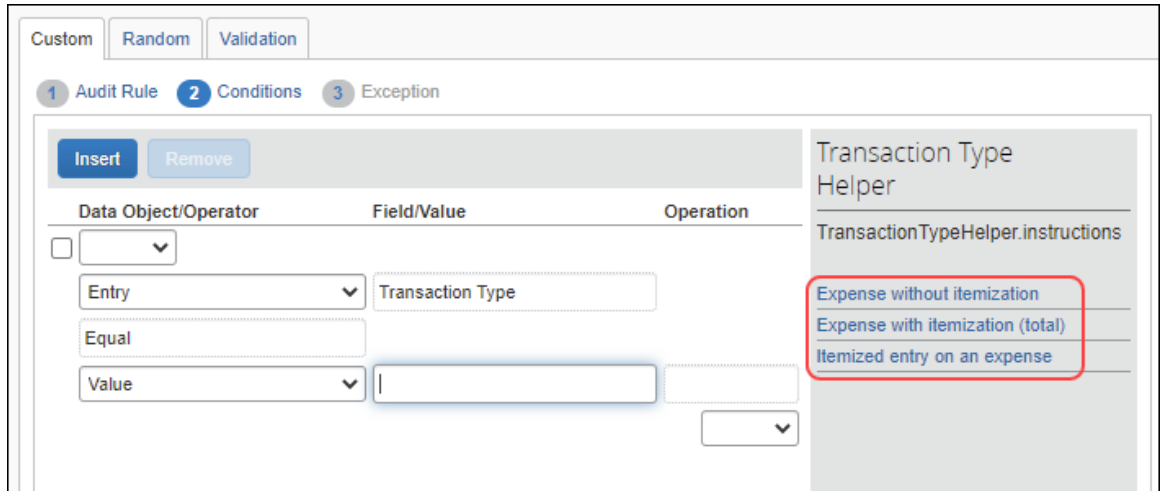 Custom Random Validation
1 Audit Rule 2 Conditions 3 Exception
Insert Remove
Data Object/Operator Field/Value Operation
Entry Transaction Type
Equal
Value
Transaction Type
Helper
TransactionTypeHelper.instructions
Expense without itemization
Expense with itemization (total)
Itemized entry on an expense